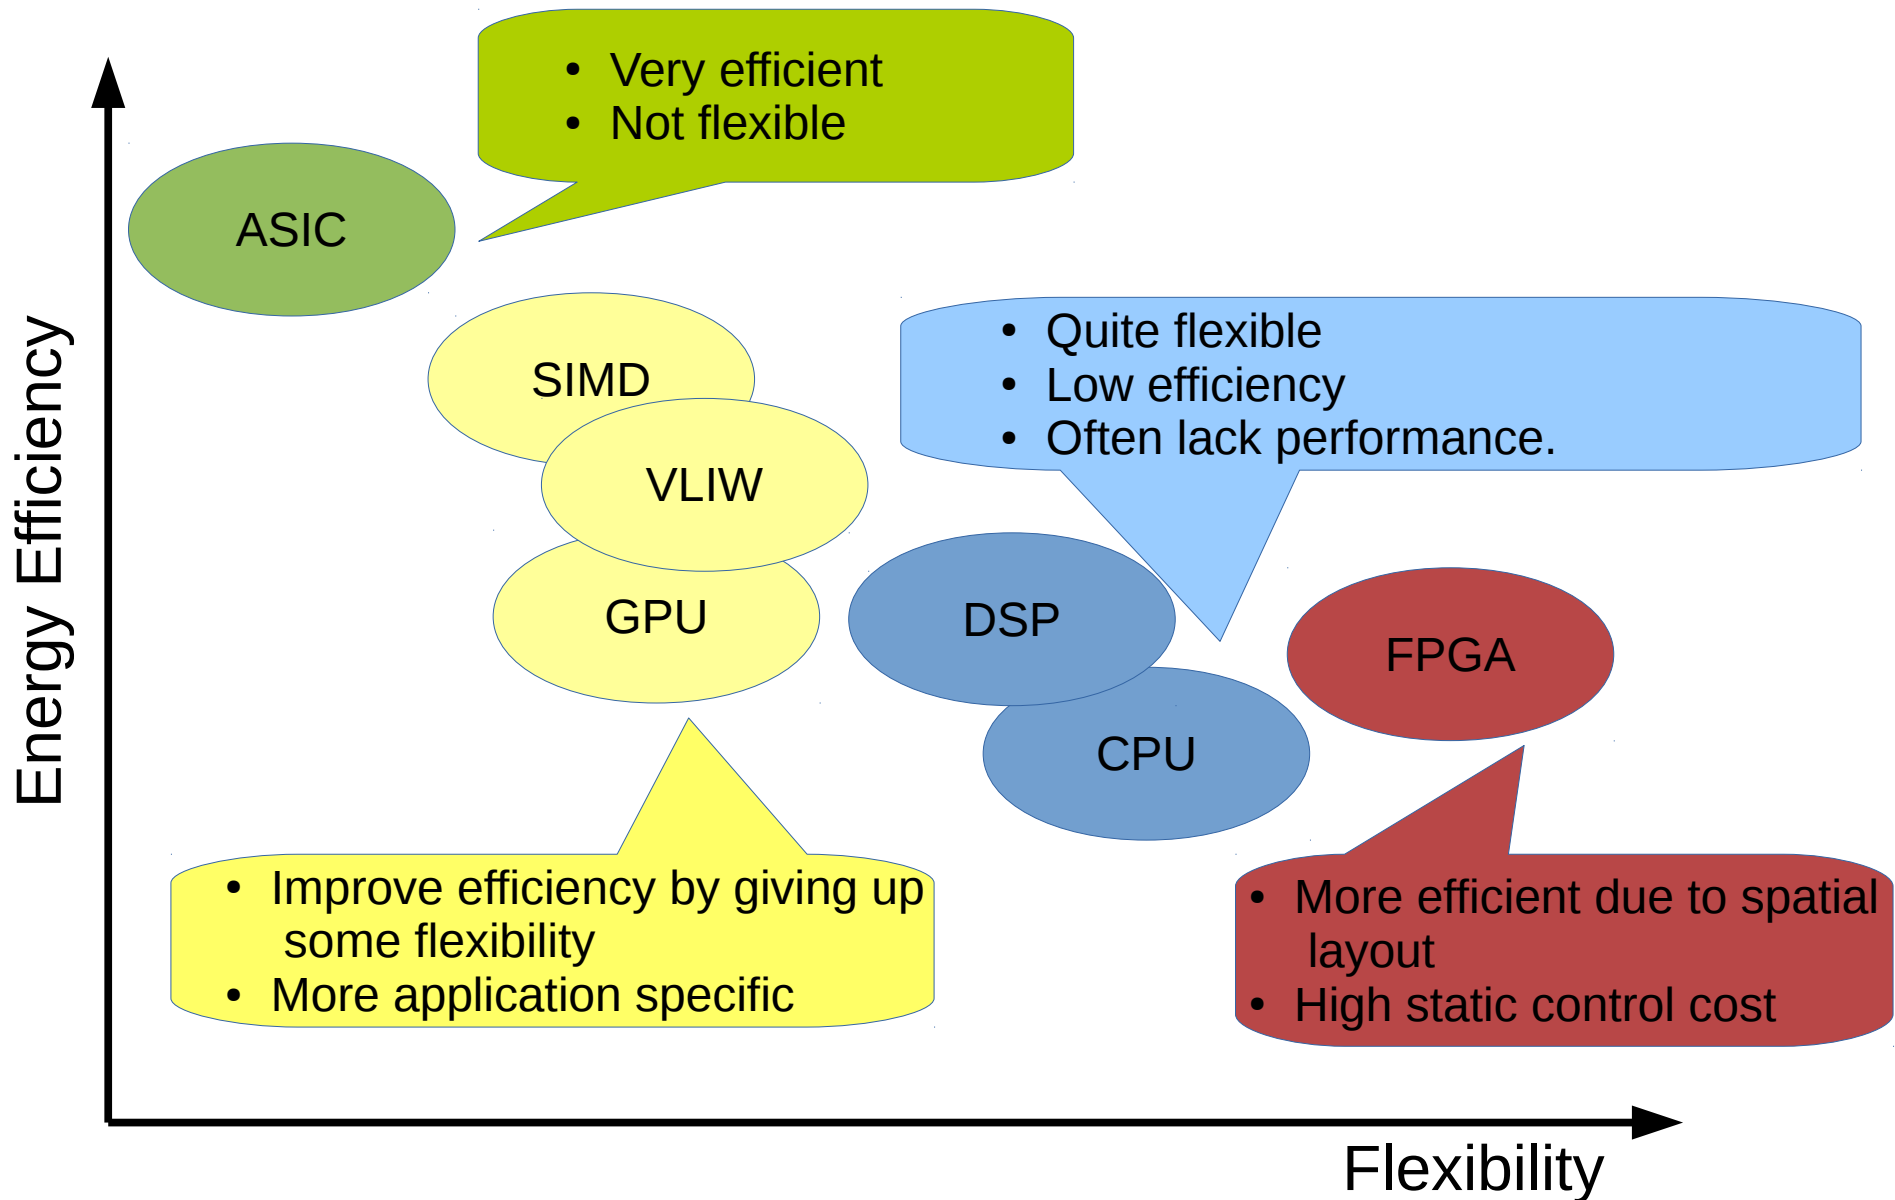 • Very efficient
• Not flexible
ASIC
SIMD
VLIW
GPU
• Quite flexible
• Low efficiency
• Often lack performance.
DSP
CPU
FPGA
Energy Efficiency
• Improve efficiency by giving up
some flexibility
• More application specific
• More efficient due to spatial
layout
• High static control cost
Flexibility